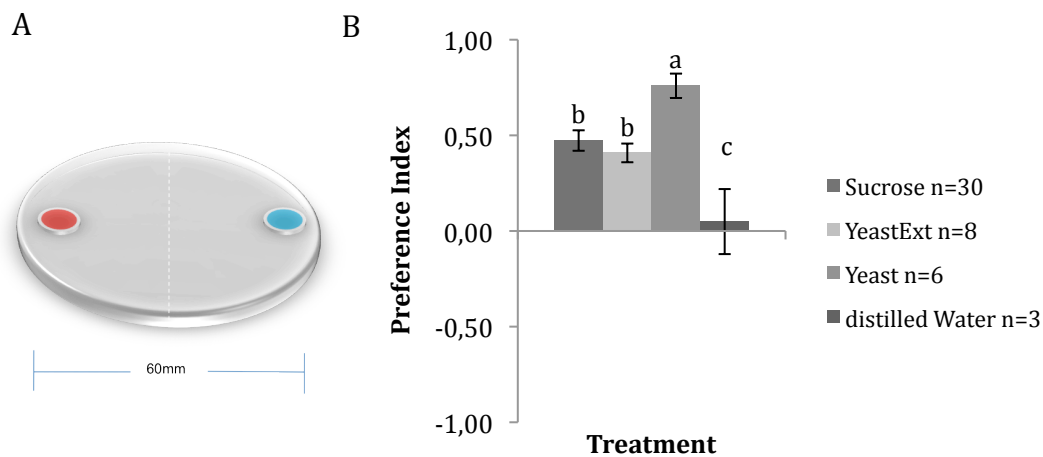 A
60mm
B
Preference Index
1,00
0,50
0,00
-0,50
-1,00
b
b
a
c
Treatment
Sucrose n=30
YeastExt n=8
Yeast n=6
distilled Water n=3